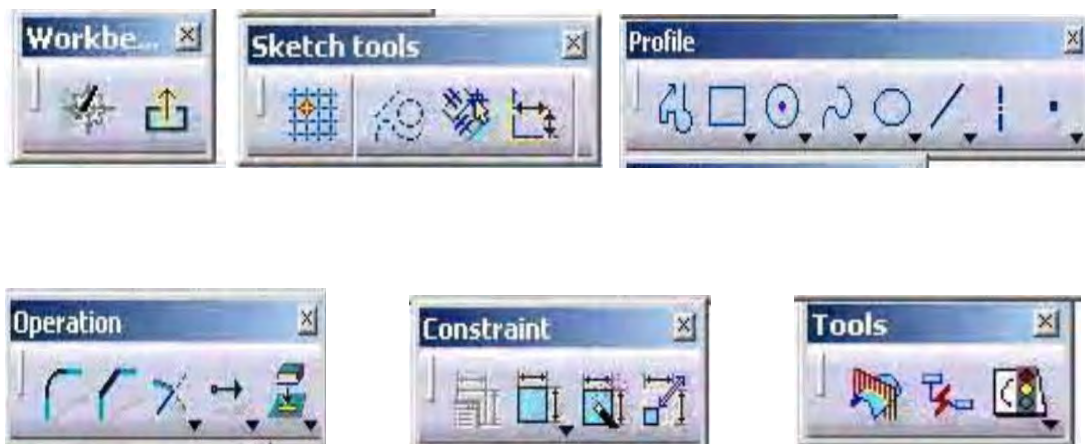 Workbe...
Sketch tools
Profile
Operation
Constraint
Tools